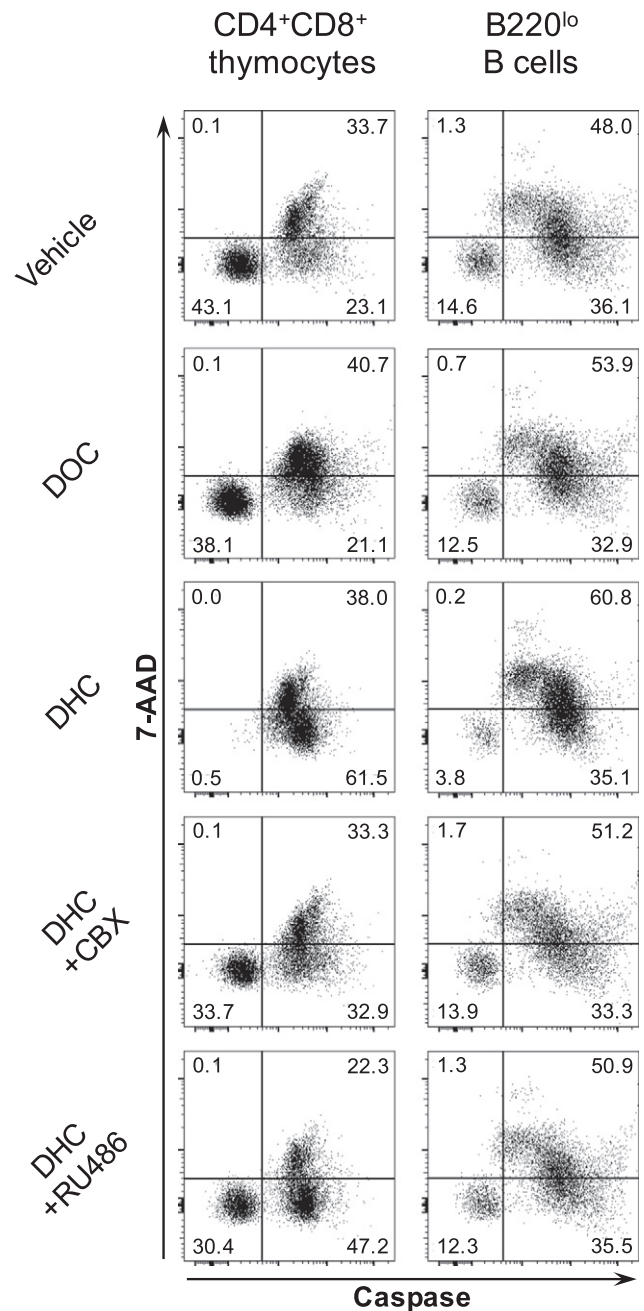 CD4⁺CD8⁺
thymocytes
B220ˡᵒ
B cells
Vehicle
0.1 33.7
43.1 23.1
1.3 48.0
14.6 36.1
DOC
0.1 40.7
38.1 21.1
0.7 53.9
12.5 32.9
DHC
0.0 38.0
0.5 61.5
0.2 60.8
3.8 35.1
DHC
+CBX
0.1 33.3
33.7 32.9
1.7 51.2
13.9 33.3
DHC
+RU486
0.1 22.3
30.4 47.2
1.3 50.9
12.3 35.5
7-AAD
Caspase